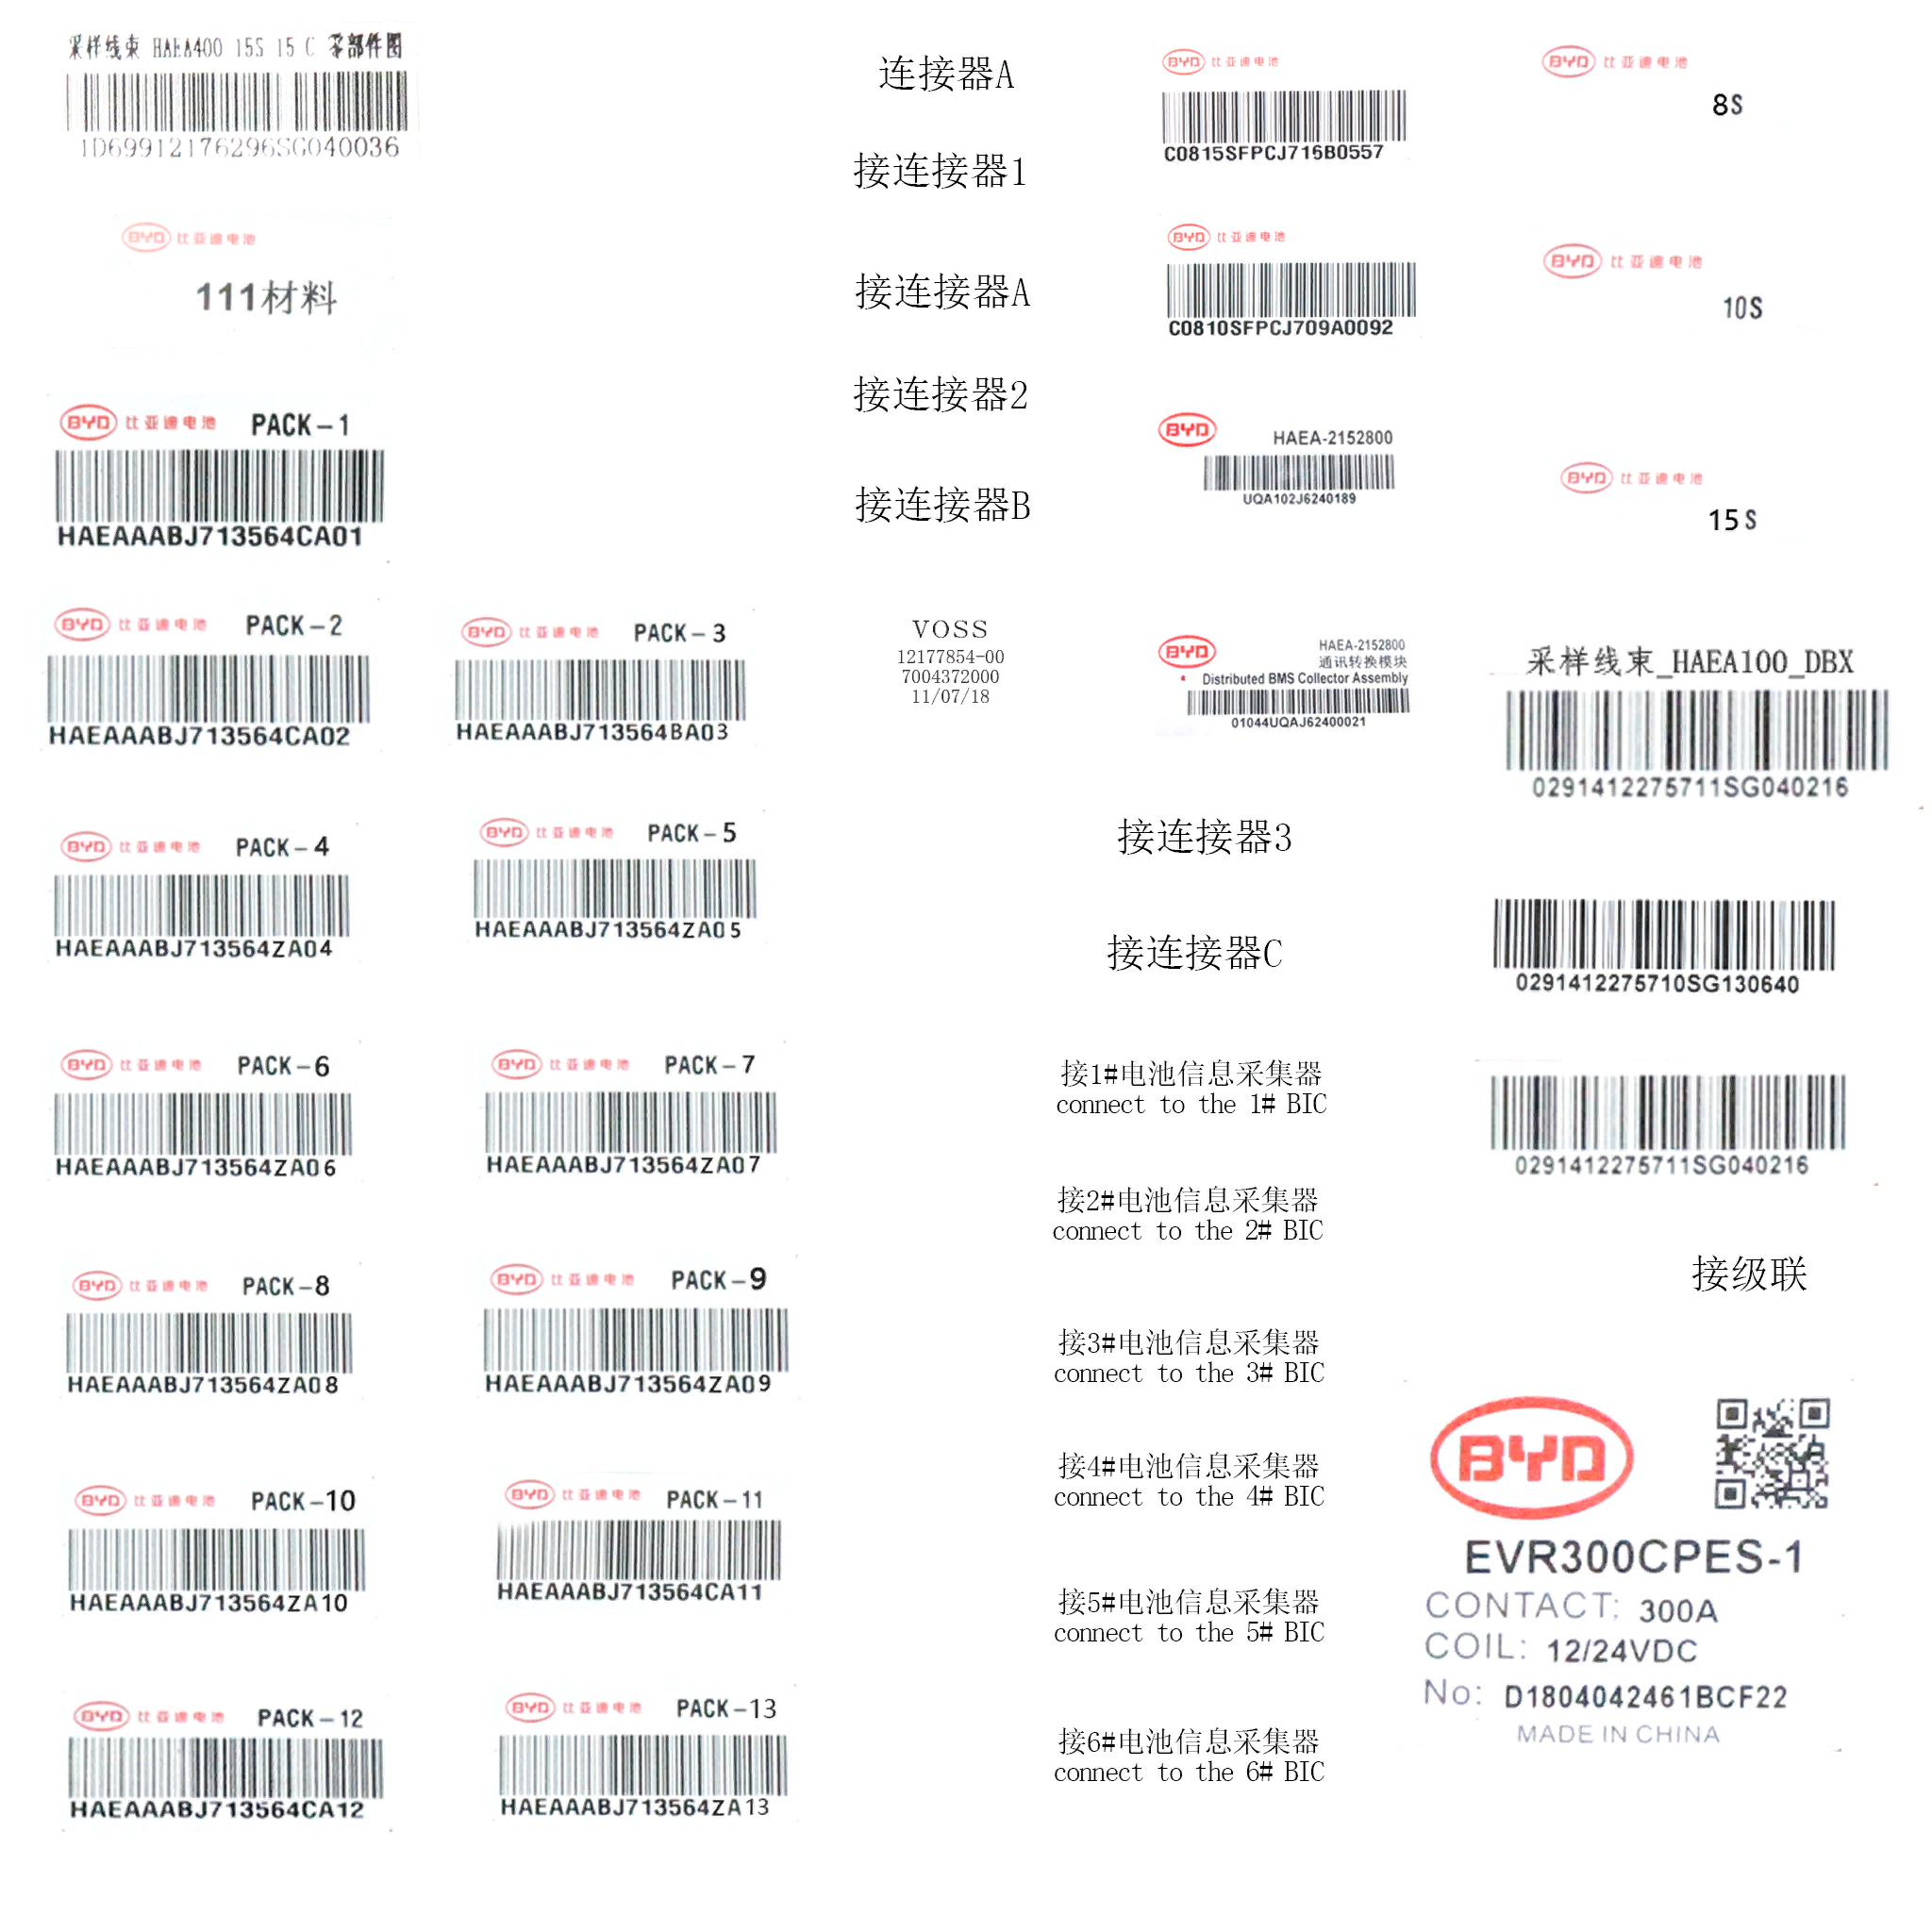 采样线束 HAEA400 15S 15 C 零部件图
1D69912176296SG040036
BYD 比亚迪电池
111材料
BYD 比亚迪电池 PACK-1
HAEAAABJ713564CA01
BYD 比亚迪电池 PACK-2
HAEAAABJ713564CA02
BYD 比亚迪电池 PACK-3
HAEAAABJ713564BA03
BYD 比亚迪电池 PACK-4
HAEAAABJ713564ZA04
BYD 比亚迪电池 PACK-5
HAEAAABJ713564ZA05
BYD 比亚迪电池 PACK-6
HAEAAABJ713564ZA06
BYD 比亚迪电池 PACK-7
HAEAAABJ713564ZA07
BYD 比亚迪电池 PACK-8
HAEAAABJ713564ZA08
BYD 比亚迪电池 PACK-9
HAEAAABJ713564ZA09
BYD 比亚迪电池 PACK-10
HAEAAABJ713564ZA10
BYD 比亚迪电池 PACK-11
HAEAAABJ713564CA11
BYD 比亚迪电池 PACK-12
HAEAAABJ713564CA12
BYD 比亚迪电池 PACK-13
HAEAAABJ713564ZA13
连接器A
接连接器1
接连接器A
接连接器2
接连接器B
VOSS
12177854-00
7004372000
11/07/18
BYD 比亚迪电池
C0815SFPCJ716B0557
BYD 比亚迪电池
C0810SFPCJ709A0092
BYD HAEA-2152800
UQA102J6240189
BYD HAEA-2152800
通讯转换模块
Distributed BMS Collector Assembly
01044UQAJ62400021
接连接器3
接连接器C
接1#电池信息采集器
connect to the 1# BIC
接2#电池信息采集器
connect to the 2# BIC
接3#电池信息采集器
connect to the 3# BIC
接4#电池信息采集器
connect to the 4# BIC
接5#电池信息采集器
connect to the 5# BIC
接6#电池信息采集器
connect to the 6# BIC
BYD 比亚迪电池
8S
BYD 比亚迪电池
10S
BYD 比亚迪电池
15S
采样线束_HAEA100_DBX
0291412275711SG040216
0291412275710SG130640
0291412275711SG040216
接级联
BYD
EVR300CPES-1
CONTACT: 300A
COIL: 12/24VDC
No: D1804042461BCF22
MADE IN CHINA